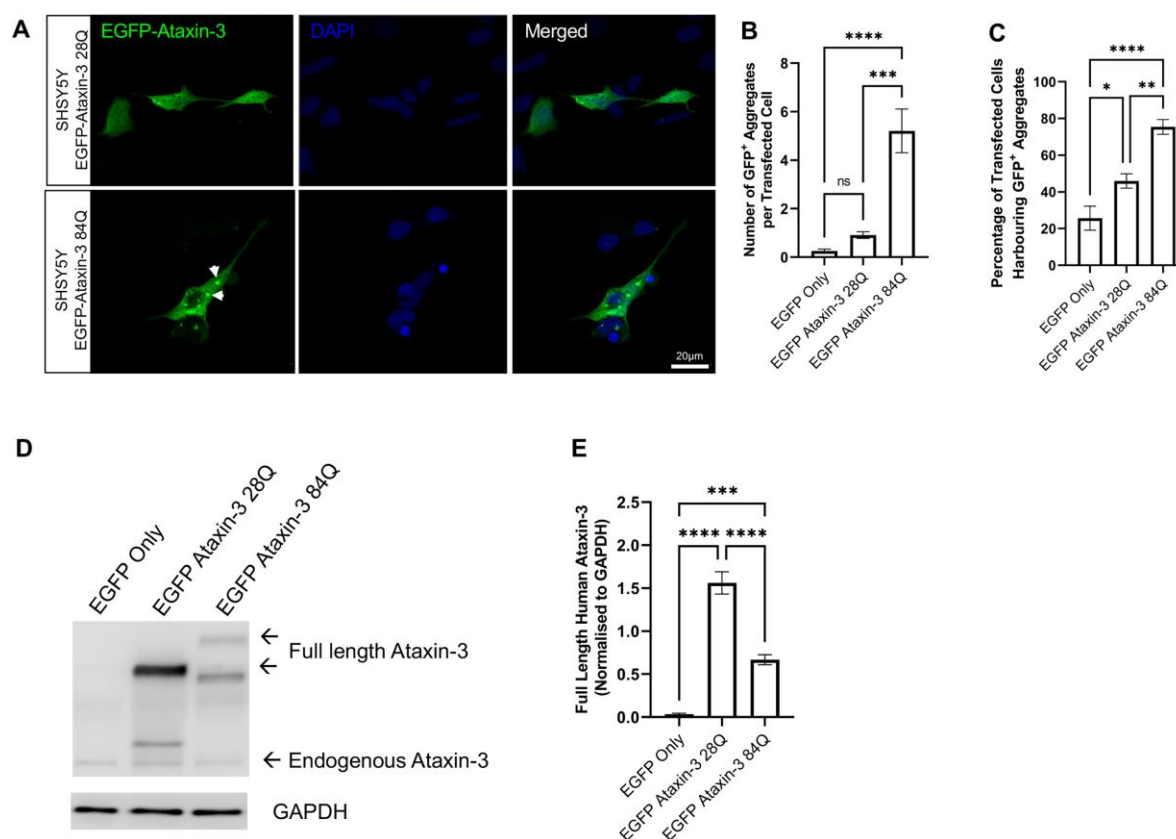 A
EGFP-Ataxin-3
DAPI
Merged
SHSY5Y
EGFP-Ataxin-3 28Q
SHSY5Y
EGFP-Ataxin-3 84Q
20µm
B
Number of GFP⁺ Aggregates
per Transfected Cell
8
6
4
2
0
****
***
ns
EGFP Only
EGFP Ataxin-3 28Q
EGFP Ataxin-3 84Q
C
Percentage of Transfected Cells
Harbouring GFP⁺ Aggregates
100
80
60
40
20
0
****
*
**
EGFP Only
EGFP Ataxin-3 28Q
EGFP Ataxin-3 84Q
D
EGFP Only
EGFP Ataxin-3 28Q
EGFP Ataxin-3 84Q
← Full length Ataxin-3
←
← Endogenous Ataxin-3
GAPDH
E
Full Length Human Ataxin-3
(Normalised to GAPDH)
2.5
2.0
1.5
1.0
0.5
0.0
***
****
****
EGFP Only
EGFP Ataxin-3 28Q
EGFP Ataxin-3 84Q